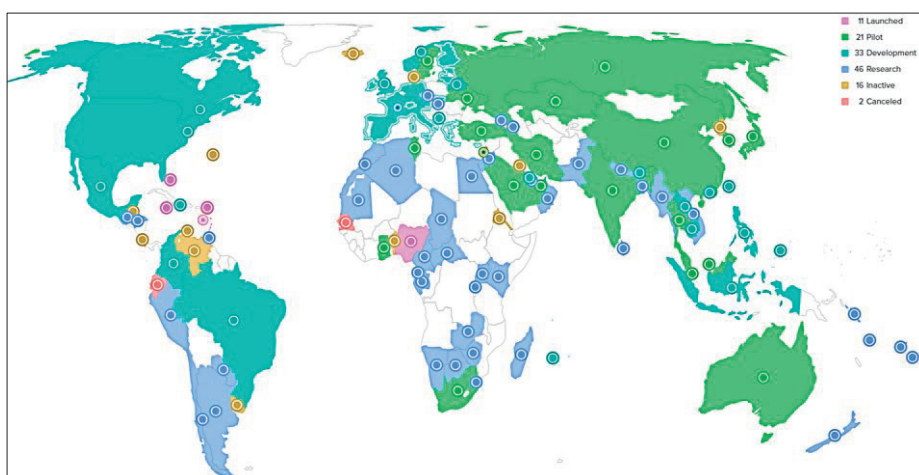 11 Launched
21 Pilot
33 Development
46 Research
16 Inactive
2 Canceled